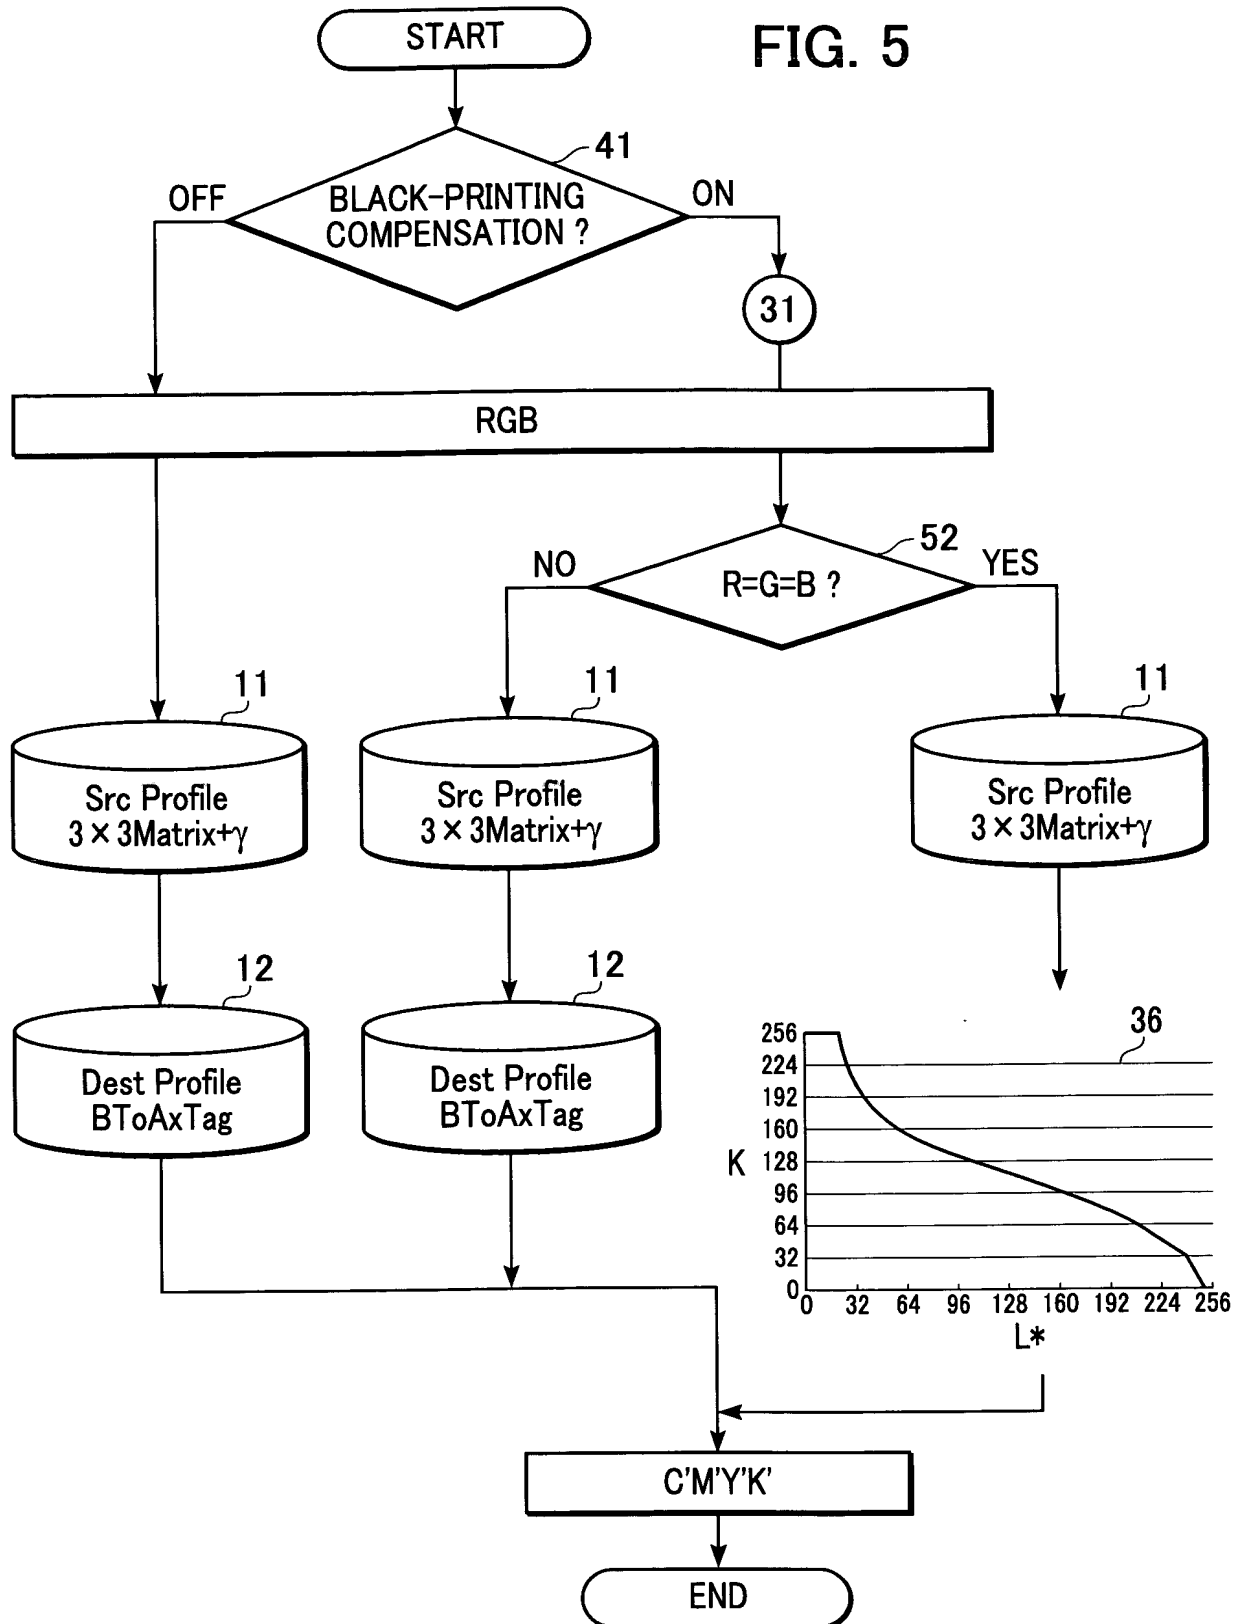 START
FIG. 5
41
BLACK-PRINTING
COMPENSATION ?
OFF
ON
31
RGB
52
R=G=B ?
NO
YES
11
Src Profile
3 × 3Matrix+γ
11
Src Profile
3 × 3Matrix+γ
11
Src Profile
3 × 3Matrix+γ
12
Dest Profile
BToAxTag
12
Dest Profile
BToAxTag
36
256
224
192
160
K 128
96
64
32
0
0 32 64 96 128 160 192 224 256
L*
C'M'Y'K'
END